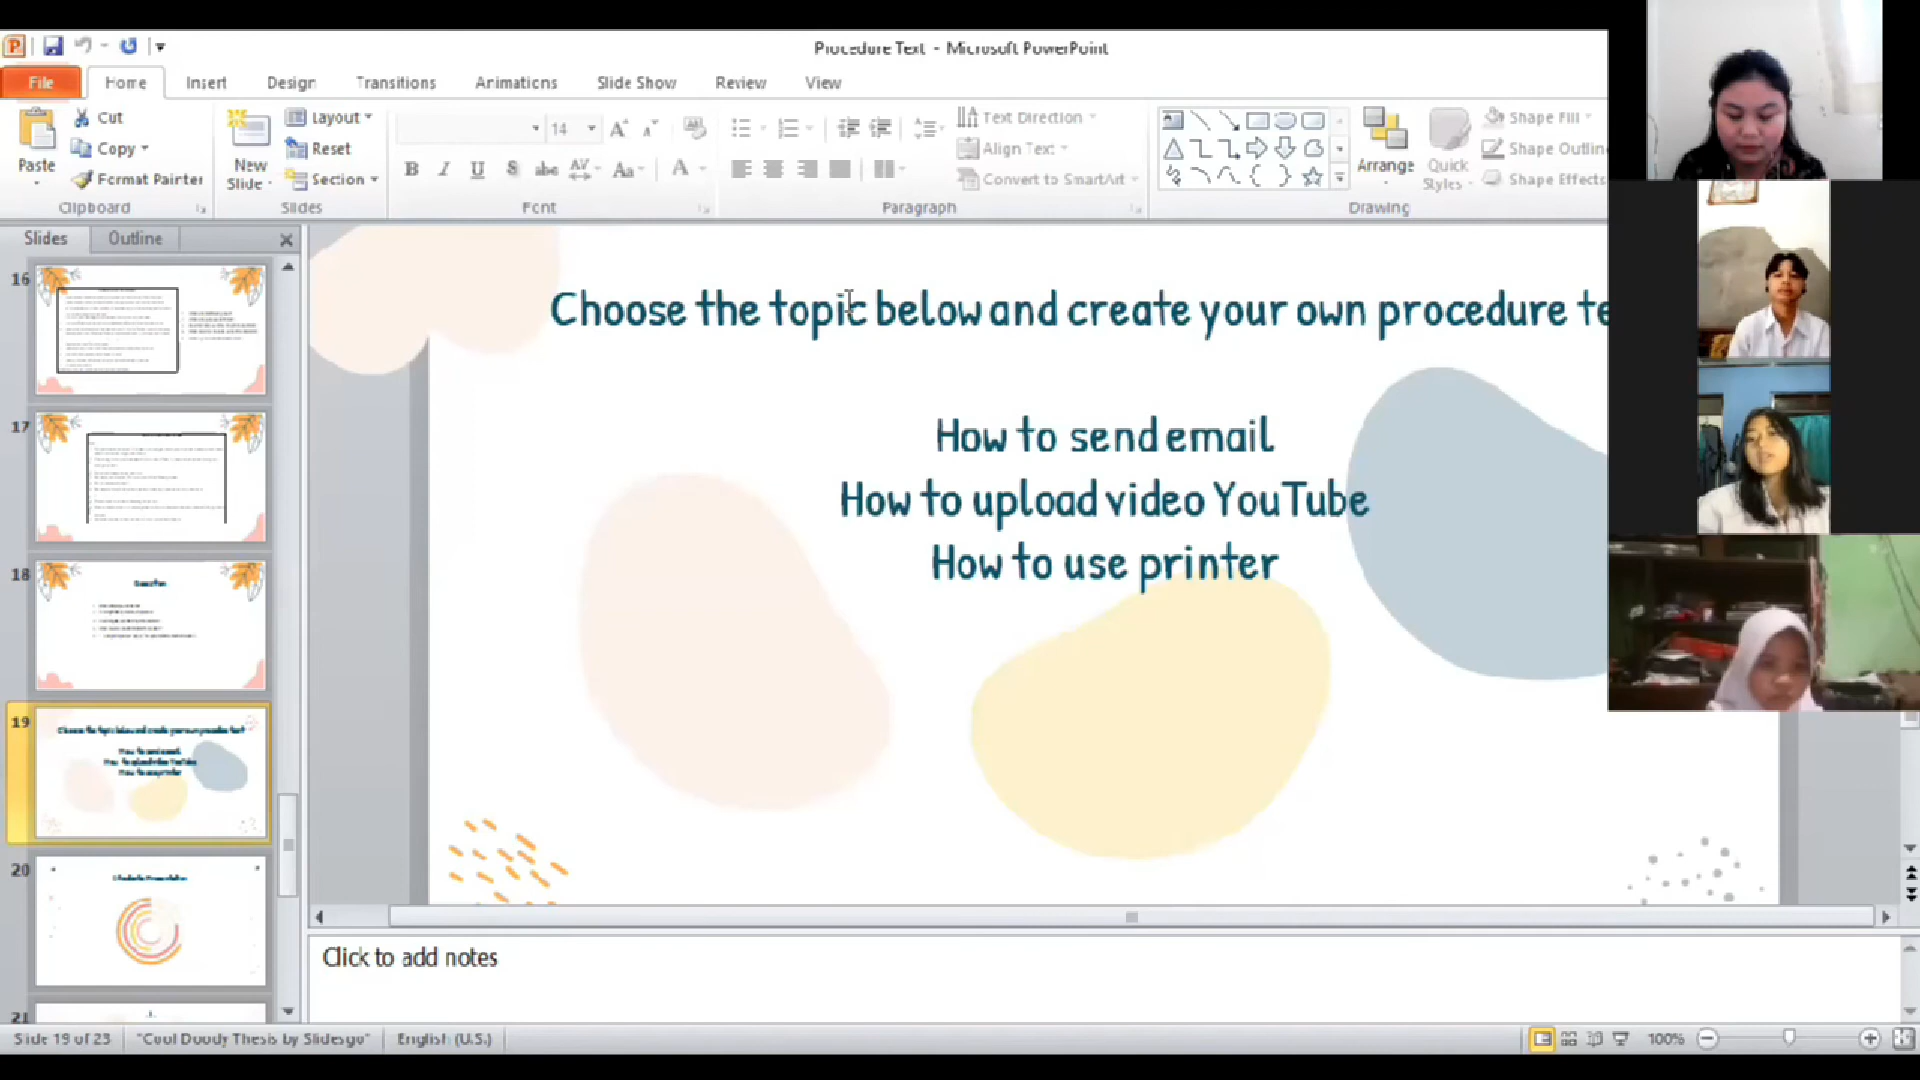 Procedure Text - Microsoft PowerPoint
File Home Insert Design Transitions Animations Slide Show Review View
Paste
Cut
Copy
Format Painter
Clipboard
New Slide
Layout
Reset
Section
Slides
14
Font
Text Direction
Align Text
Convert to SmartArt
Paragraph
Arrange
Quick Styles
Drawing
Shape Fill
Shape Outlin
Shape Effects
Slides Outline
16
17
18
19
20
21
Choose the topic below and create your own procedure te
How to send email
How to upload video YouTube
How to use printer
Click to add notes
Slide 19 of 23 "Cool Doody Thesis by Slidesgo" English (U.S.) 100%